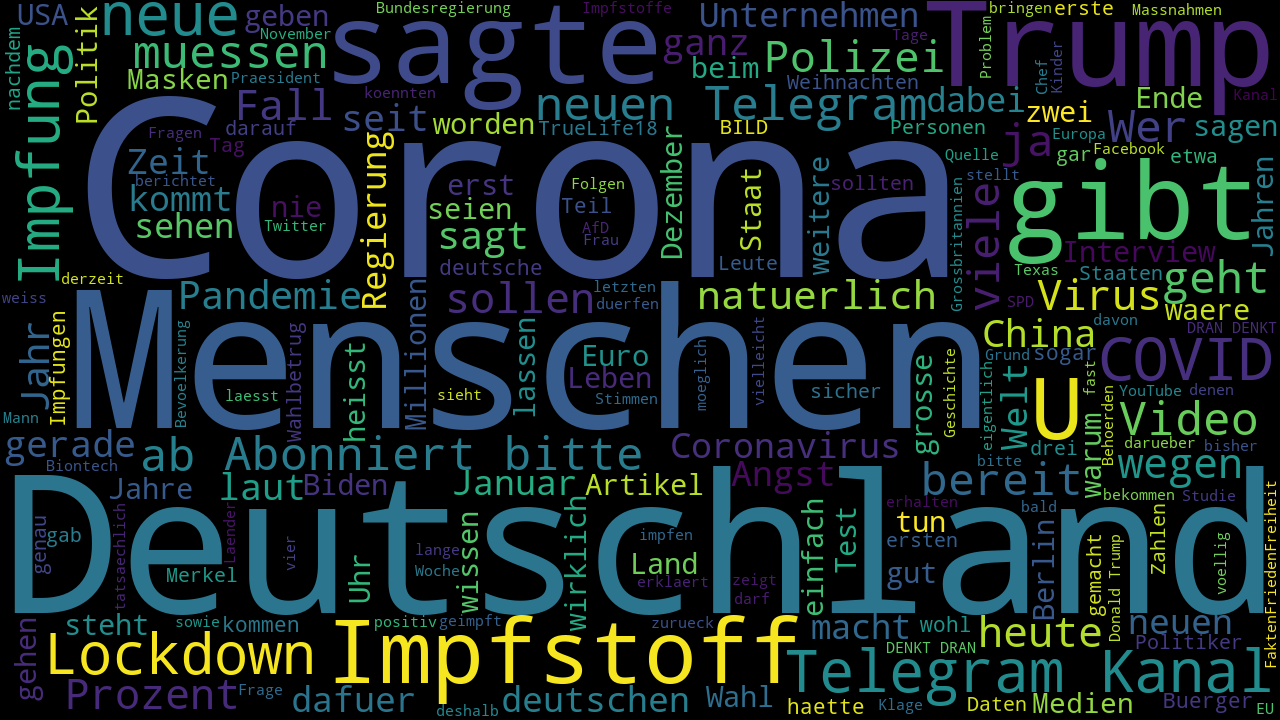 USA neue geben Bundesregierung Impfstoffe Unternehmen Trump bringen erste Massnahmen
nachdem Politik November sagte ganz Tage Problem
Impfung muessen beim Polizei Chef Kinder
Masken Praesident koennten Weihnachten Kanal
Fall seit neuen Telegram dabei zwei Ende
Fragen darauf worden TrueLife18 BILD Personen Wer sagen
Tag Corona Regierung Dezember ja Europa Facebook
Zeit Quelle gar etwa
berichtet erst Folgen Staat weitere sollten stellt gibt Jahren
kommt nie seien Teil Grossbritannien viele
sehen Twitter sagt AfD Frau Interview
derzeit deutsche Leute Texas Staaten geht
weiss Pandemie sollen letzten duerfen natuerlich SPD Virus waere
Jahr Impfungen Menschen Millionen davon DRAN DENKT
Bevoelkerung Wahlbetrug heisst lassen Euro moeglich vielleicht grosse Geschichte China
Leben Grund sogar COVID
Mann laesst sieht Stimmen sicher eigentlich Welt U fast YouTube denen
gerade ab Abonniert bitte Coronavirus drei warum Behoerden Video
Biontech bitte darueber bisher
Jahre laut Biden Januar Artikel Angst bereit wegen
genau gab Deutschland erhalten bekommen Studie
tatsaechlich Laender vier Uhr lange wissen wirklich impfen einfach Test tun bald Berlin Zahlen
Merkel Woche Land ersten gemacht Donald Trump voellig FaktenFriedenFreiheit
erklaert zeigt gut
darf
gehen steht sowie kommen positiv geimpft zurueck macht wohl heute neuen
Lockdown Impfstoff DENKT DRAN Politiker
Prozent Frage dafuer deshalb deutschen Wahl Telegram Kanal
haette Klage Daten Medien Buerger EU